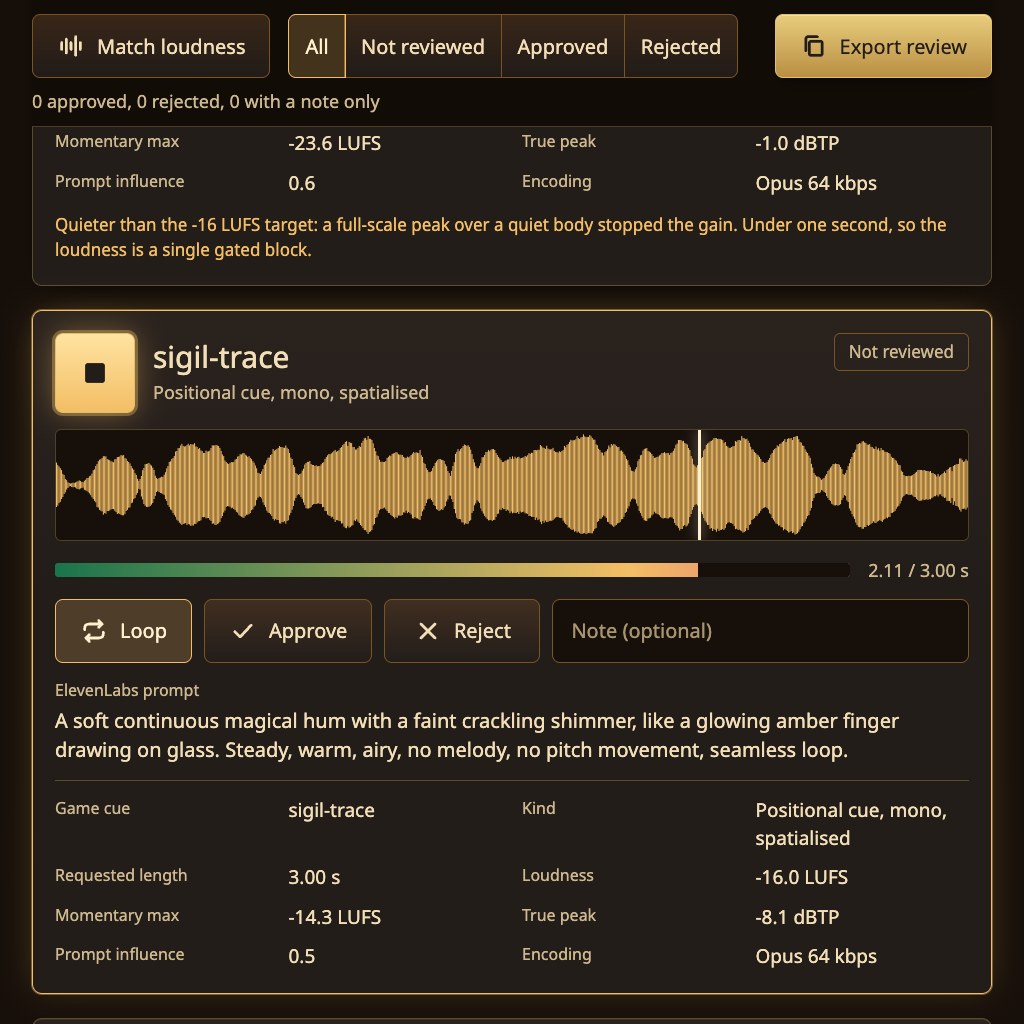 Match loudness
All
Not reviewed
Approved
Rejected
Export review
0 approved, 0 rejected, 0 with a note only
Momentary max
-23.6 LUFS
True peak
-1.0 dBTP
Prompt influence
0.6
Encoding
Opus 64 kbps
Quieter than the -16 LUFS target: a full-scale peak over a quiet body stopped the gain. Under one second, so the
loudness is a single gated block.
sigil-trace
Not reviewed
Positional cue, mono, spatialised
2.11 / 3.00 s
Loop
Approve
Reject
Note (optional)
ElevenLabs prompt
A soft continuous magical hum with a faint crackling shimmer, like a glowing amber finger
drawing on glass. Steady, warm, airy, no melody, no pitch movement, seamless loop.
Game cue
sigil-trace
Kind
Positional cue, mono,
spatialised
Requested length
3.00 s
Loudness
-16.0 LUFS
Momentary max
-14.3 LUFS
True peak
-8.1 dBTP
Prompt influence
0.5
Encoding
Opus 64 kbps